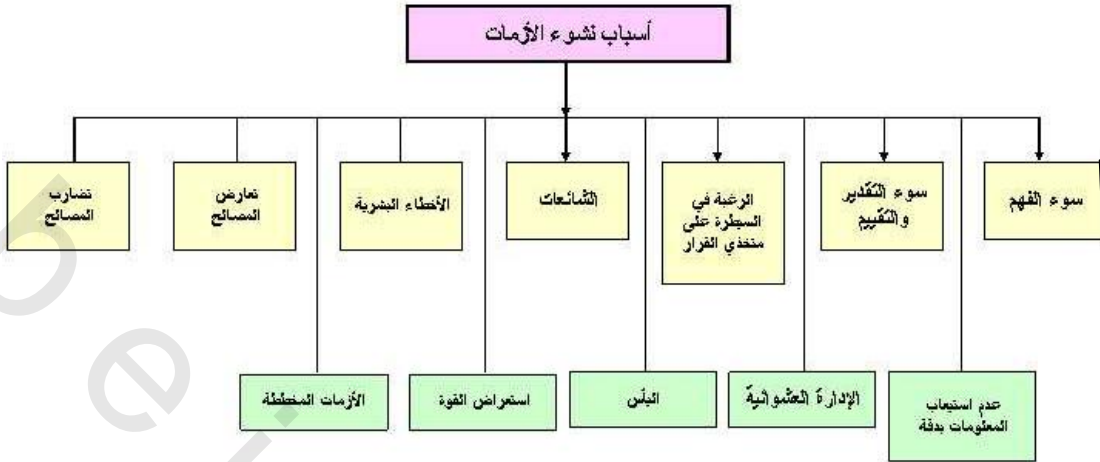 أسباب نشوء الأزمات
سوء الفهم
سوء التقدير
والتقييم
الرغبة في
السيطرة على
متخذي القرار
الشائعات
الأخطاء البشرية
تعارض
المصالح
تضارب
المصالح
عدم استيعاب
المعلومات بدقة
الإدارة العشوائية
اليأس
استعراض القوة
الأزمات المخططة